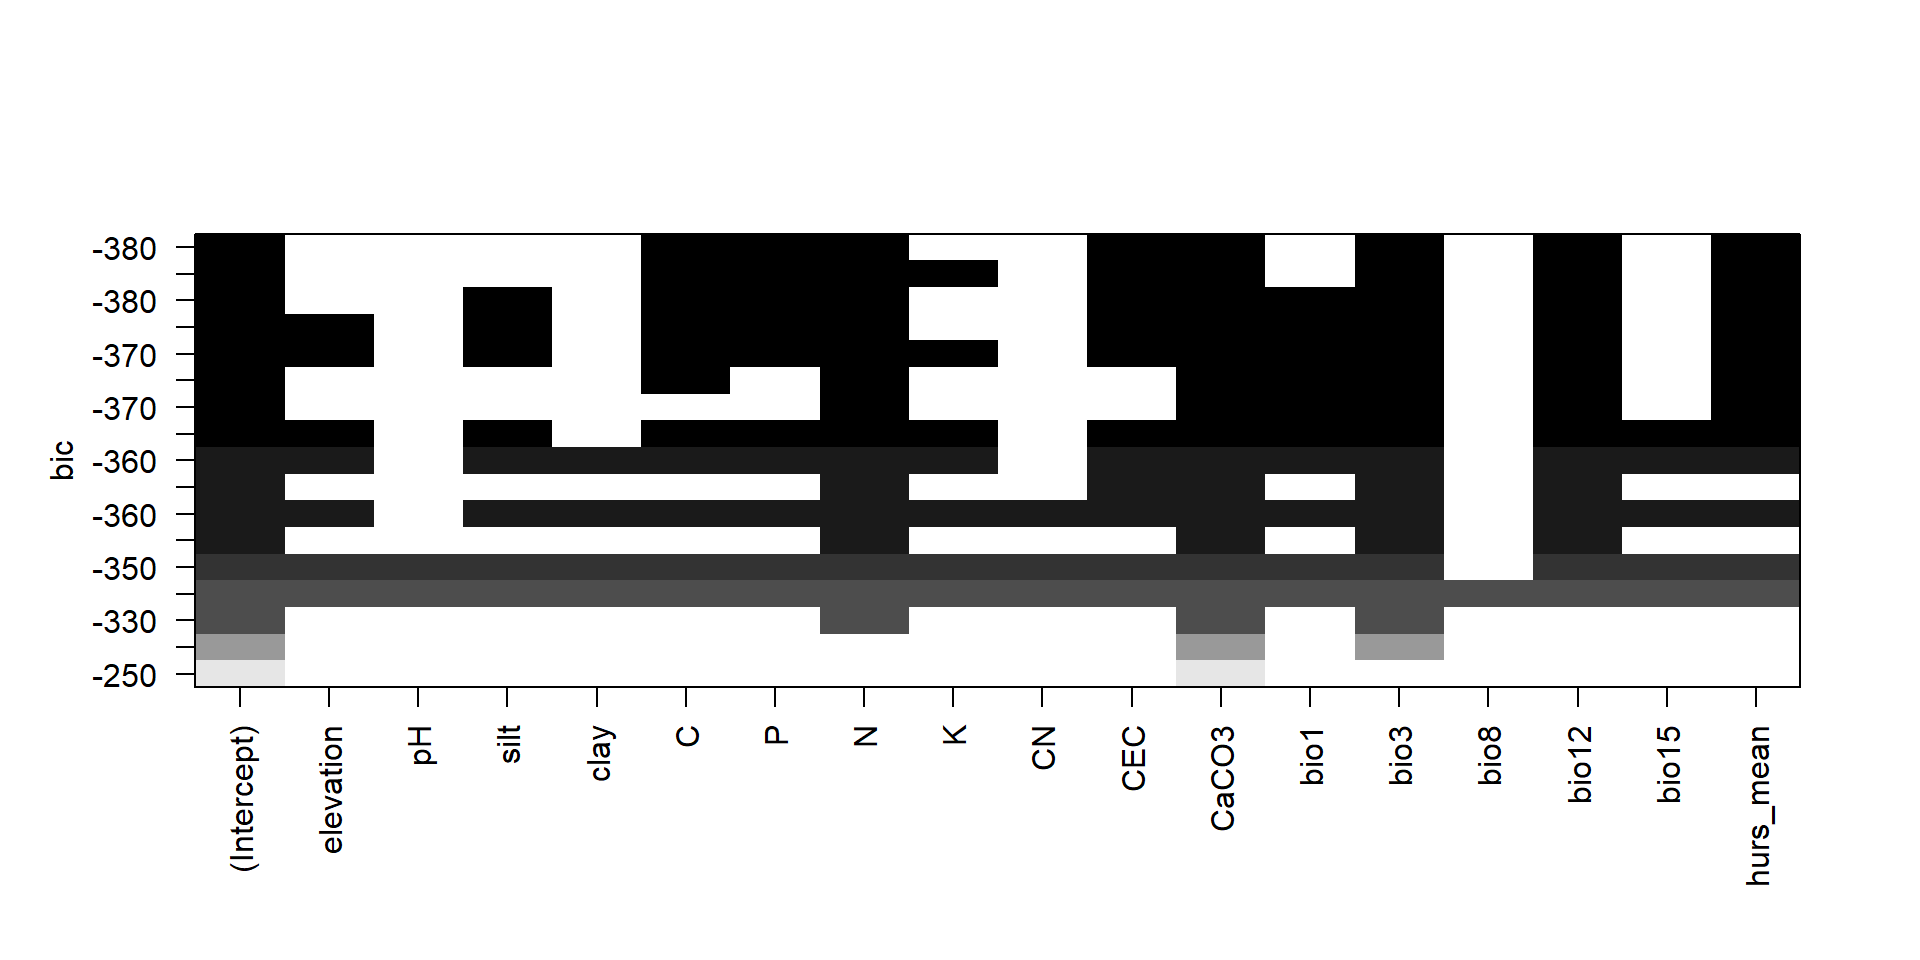 bic
-380
-380
-370
-370
-360
-360
-350
-330
-250
(Intercept)
elevation
pH
silt
clay
C
P
N
K
CN
CEC
CaCO3
bio1
bio3
bio8
bio12
bio15
hurs_mean